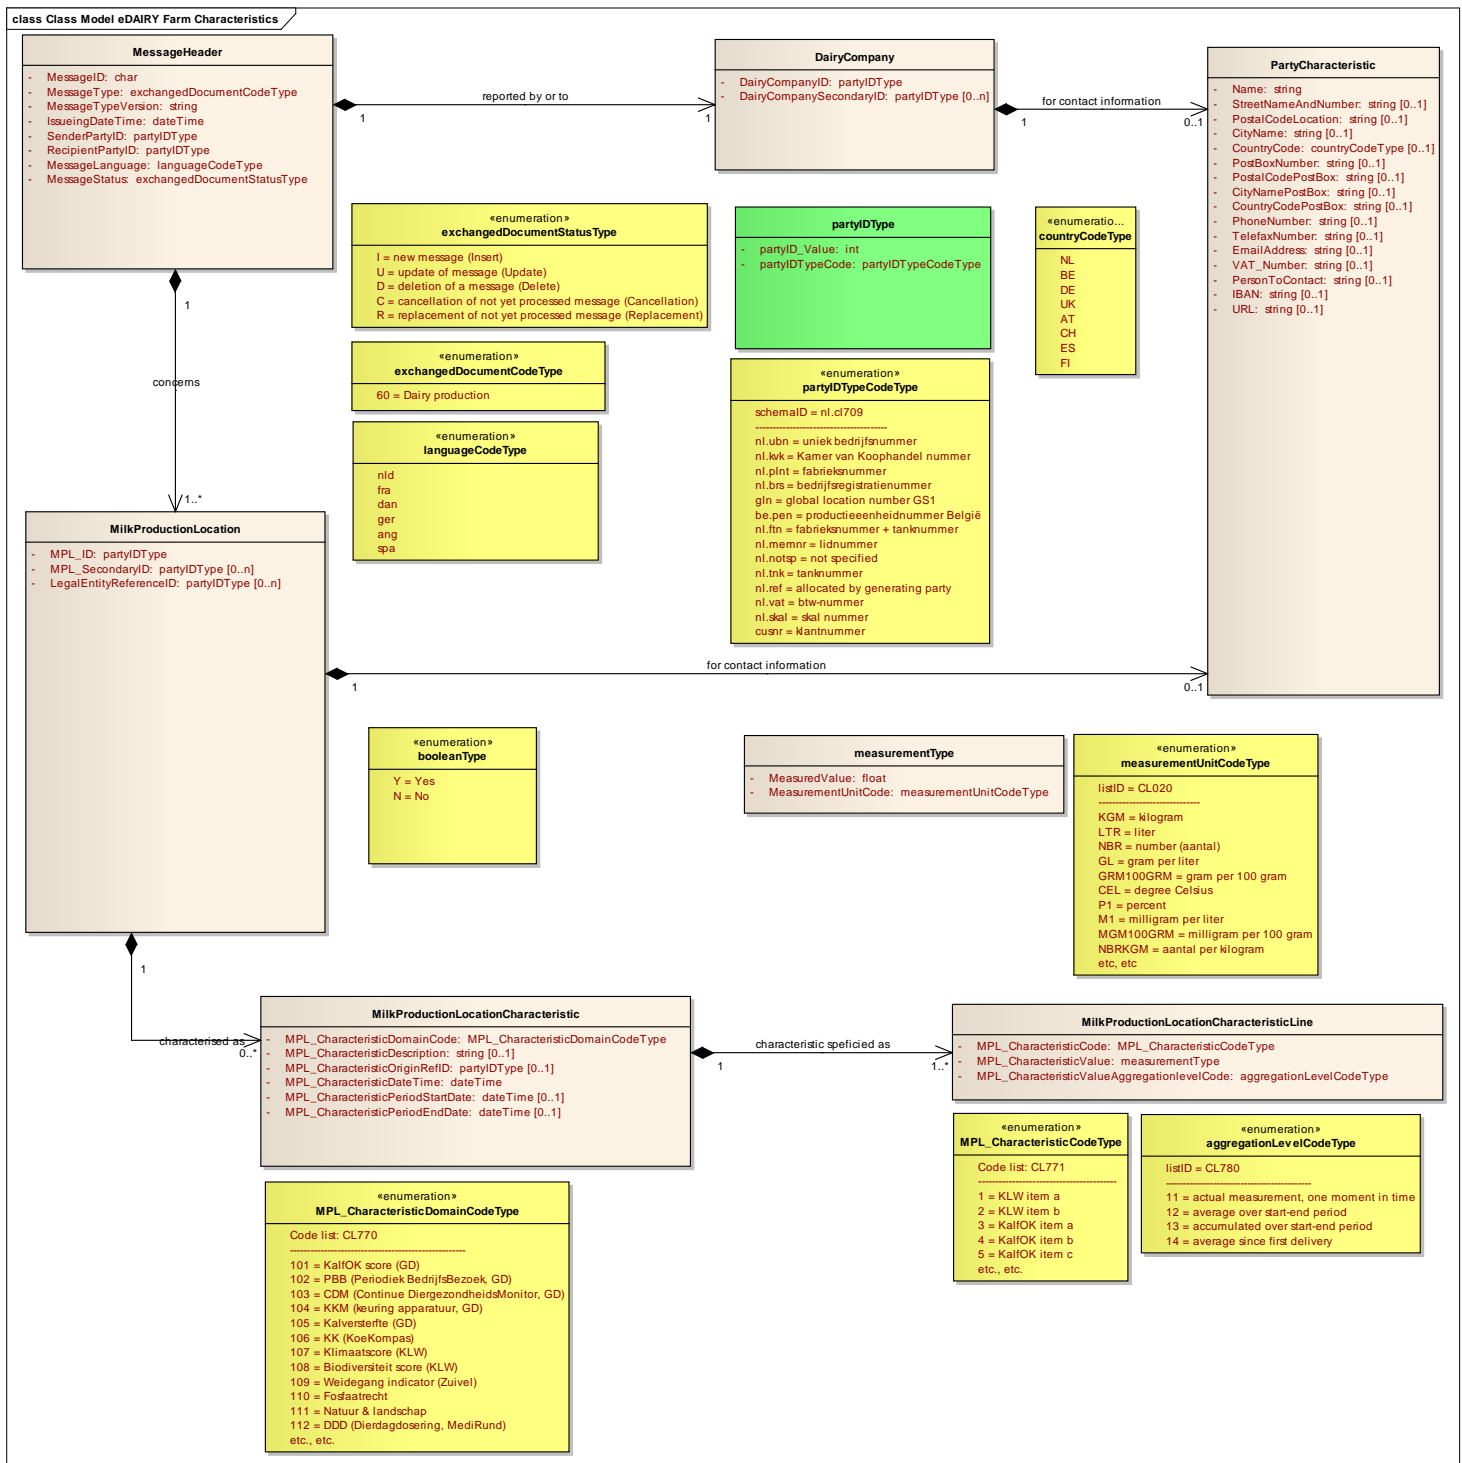 class Class Model eDAIRY Farm Characteristics
MessageHeader
- MessageID: char
- MessageType: exchangedDocumentCodeType
- MessageTypeVersion: string
- IssueingDateTime: dateTime
- SenderPartyID: partyIDType
- RecipientPartyID: partyIDType
- MessageLanguage: languageCodeType
- MessageStatus: exchangedDocumentStatusType
reported by or to
1
1
DairyCompany
- DairyCompanyID: partyIDType
- DairyCompanySecondaryID: partyIDType [0..n]
for contact information
1
0..1
PartyCharacteristic
- Name: string
- StreetNameAndNumber: string [0..1]
- PostalCodeLocation: string [0..1]
- CityName: string [0..1]
- CountryCode: countryCodeType [0..1]
- PostBoxNumber: string [0..1]
- PostalCodePostBox: string [0..1]
- CityNamePostBox: string [0..1]
- CountryCodePostBox: string [0..1]
- PhoneNumber: string [0..1]
- TelefaxNumber: string [0..1]
- EmailAddress: string [0..1]
- VAT_Number: string [0..1]
- PersonToContact: string [0..1]
- IBAN: string [0..1]
- URL: string [0..1]
«enumeration»
exchangedDocumentStatusType
I = new message (Insert)
U = update of message (Update)
D = deletion of a message (Delete)
C = cancellation of not yet processed message (Cancellation)
R = replacement of not yet processed message (Replacement)
partyIDType
- partyID_Value: int
- partyIDTypeCode: partyIDTypeCodeType
«enumeratio...
countryCodeType
NL
BE
DE
UK
AT
CH
ES
FI
1
concerns
1..*
«enumeration»
exchangedDocumentCodeType
60 = Dairy production
«enumeration»
languageCodeType
nld
fra
dan
ger
ang
spa
«enumeration»
partyIDTypeCodeType
schemaID = nl.cl709
---------------------------------------
nl.ubn = uniek bedrijfsnummer
nl.kvk = Kamer van Koophandel nummer
nl.plnt = fabrieksnummer
nl.brs = bedrijfsregistratienummer
gln = global location number GS1
be.pen = productieeenheidnummer België
nl.ftn = fabrieksnummer + tanknummer
nl.memnr = lidnummer
nl.notsp = not specified
nl.tnk = tanknummer
nl.ref = allocated by generating party
nl.vat = btw-nummer
nl.skal = skal nummer
cusnr = klantnummer
MilkProductionLocation
- MPL_ID: partyIDType
- MPL_SecondaryID: partyIDType [0..n]
- LegalEntityReferenceID: partyIDType [0..n]
for contact information
1
0..1
«enumeration»
booleanType
Y = Yes
N = No
measurementType
- MeasuredValue: float
- MeasurementUnitCode: measurementUnitCodeType
«enumeration»
measurementUnitCodeType
listID = CL020
------------------------------
KGM = kilogram
LTR = liter
NBR = number (aantal)
GL = gram per liter
GRM100GRM = gram per 100 gram
CEL = degree Celsius
P1 = percent
M1 = milligram per liter
MGM100GRM = milligram per 100 gram
NBRKGM = aantal per kilogram
etc, etc
1
characterised as
0..*
MilkProductionLocationCharacteristic
- MPL_CharacteristicDomainCode: MPL_CharacteristicDomainCodeType
- MPL_CharacteristicDescription: string [0..1]
- MPL_CharacteristicOriginRefID: partyIDType [0..1]
- MPL_CharacteristicDateTime: dateTime
- MPL_CharacteristicPeriodStartDate: dateTime [0..1]
- MPL_CharacteristicPeriodEndDate: dateTime [0..1]
characteristic speficied as
1
1..*
MilkProductionLocationCharacteristicLine
- MPL_CharacteristicCode: MPL_CharacteristicCodeType
- MPL_CharacteristicValue: measurementType
- MPL_CharacteristicValueAggregationlevelCode: aggregationLevelCodeType
«enumeration»
MPL_CharacteristicCodeType
Code list: CL771
-----------------------------------------
1 = KLW item a
2 = KLW item b
3 = KalfOK item a
4 = KalfOK item b
5 = KalfOK item c
etc., etc.
«enumeration»
aggregationLevelCodeType
listID = CL780
-------------------------------------------
11 = actual measurement, one moment in time
12 = average over start-end period
13 = accumulated over start-end period
14 = average since first delivery
«enumeration»
MPL_CharacteristicDomainCodeType
Code list: CL770
----------------------------------------------------
101 = KalfOK score (GD)
102 = PBB (Periodiek BedrijfsBezoek, GD)
103 = CDM (Continue DiergezondheidsMonitor, GD)
104 = KKM (keuring apparatuur, GD)
105 = Kalversterfte (GD)
106 = KK (KoeKompas)
107 = Klimaatscore (KLW)
108 = Biodiversiteit score (KLW)
109 = Weidegang indicator (Zuivel)
110 = Fosfaatrecht
111 = Natuur & landschap
112 = DDD (Dierdagdosering, MediRund)
etc., etc.